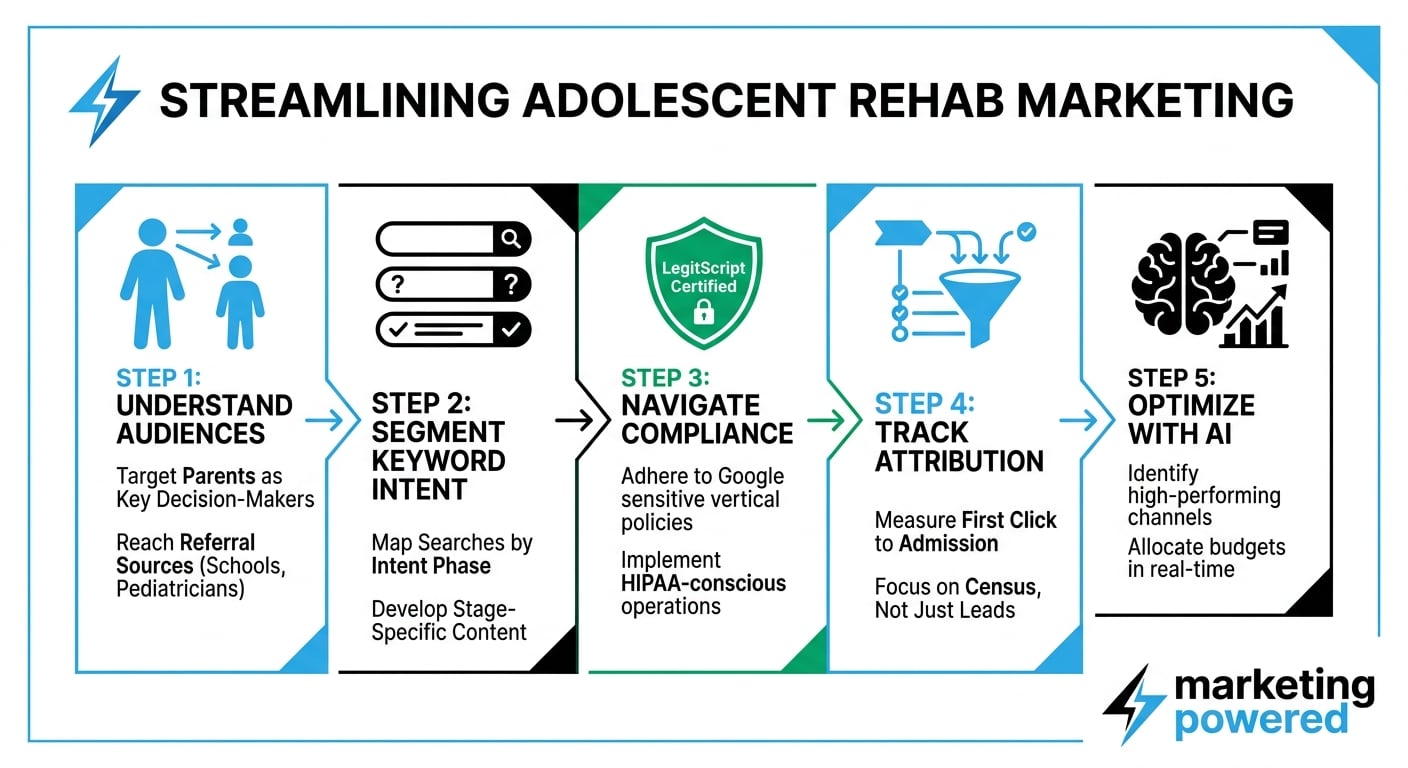 STREAMLINING ADOLESCENT REHAB MARKETING
STEP 1:
UNDERSTAND
AUDIENCES
Target Parents as
Key Decision-Makers
Reach Referral
Sources (Schools,
Pediatricians)
?
?
STEP 2:
SEGMENT
KEYWORD
INTENT
Map Searches by
Intent Phase
Develop Stage-
Specific Content
LegitScript
Certified
STEP 3:
NAVIGATE
COMPLIANCE
Adhere to Google
sensitive vertical
policies
Implement
HIPAA-conscious
operations
STEP 4:
TRACK
ATTRIBUTION
Measure First Click
to Admission
Focus on Census,
Not Just Leads
STEP 5:
OPTIMIZE
WITH AI
Identify
high-performing
channels
Allocate budgets
in real-time
marketing
powered